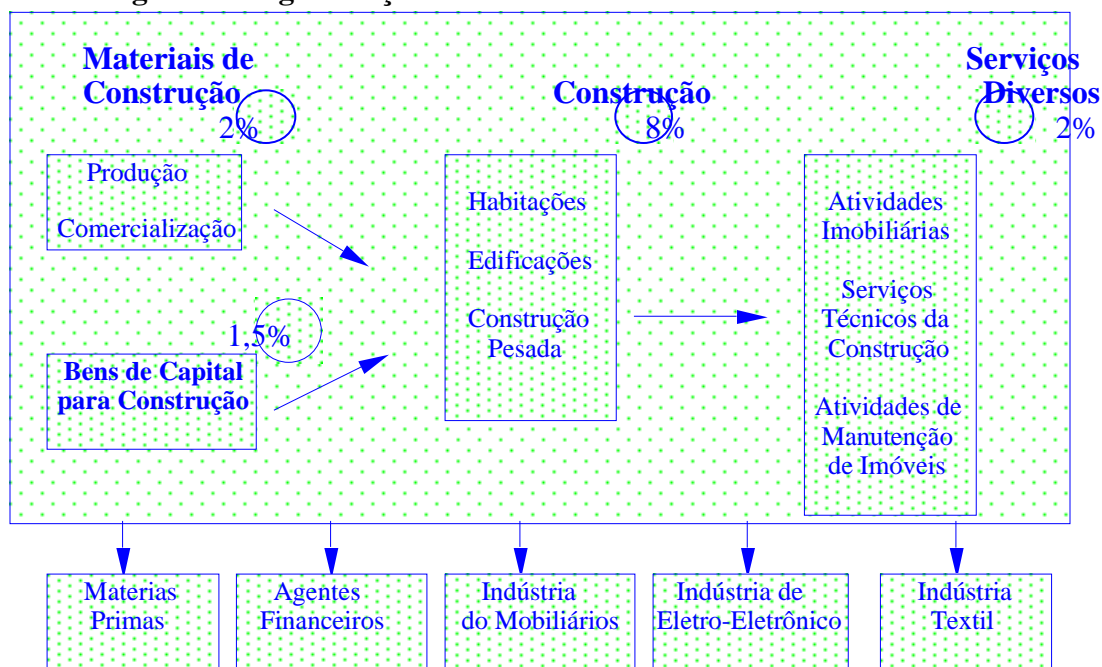 Materiais de
Construção
2%
Construção
8%
Serviços
Diversos
2%
Produção
Comercialização
1,5%
Bens de Capital
para Construção
Habitações
Edificações
Construção
Pesada
Atividades
Imobiliárias
Serviços
Técnicos da
Construção
Atividades de
Manutenção
de Imóveis
Materias
Primas
Agentes
Financeiros
Indústria
do Mobiliários
Indústria de
Eletro-Eletrônico
Indústria
Textil